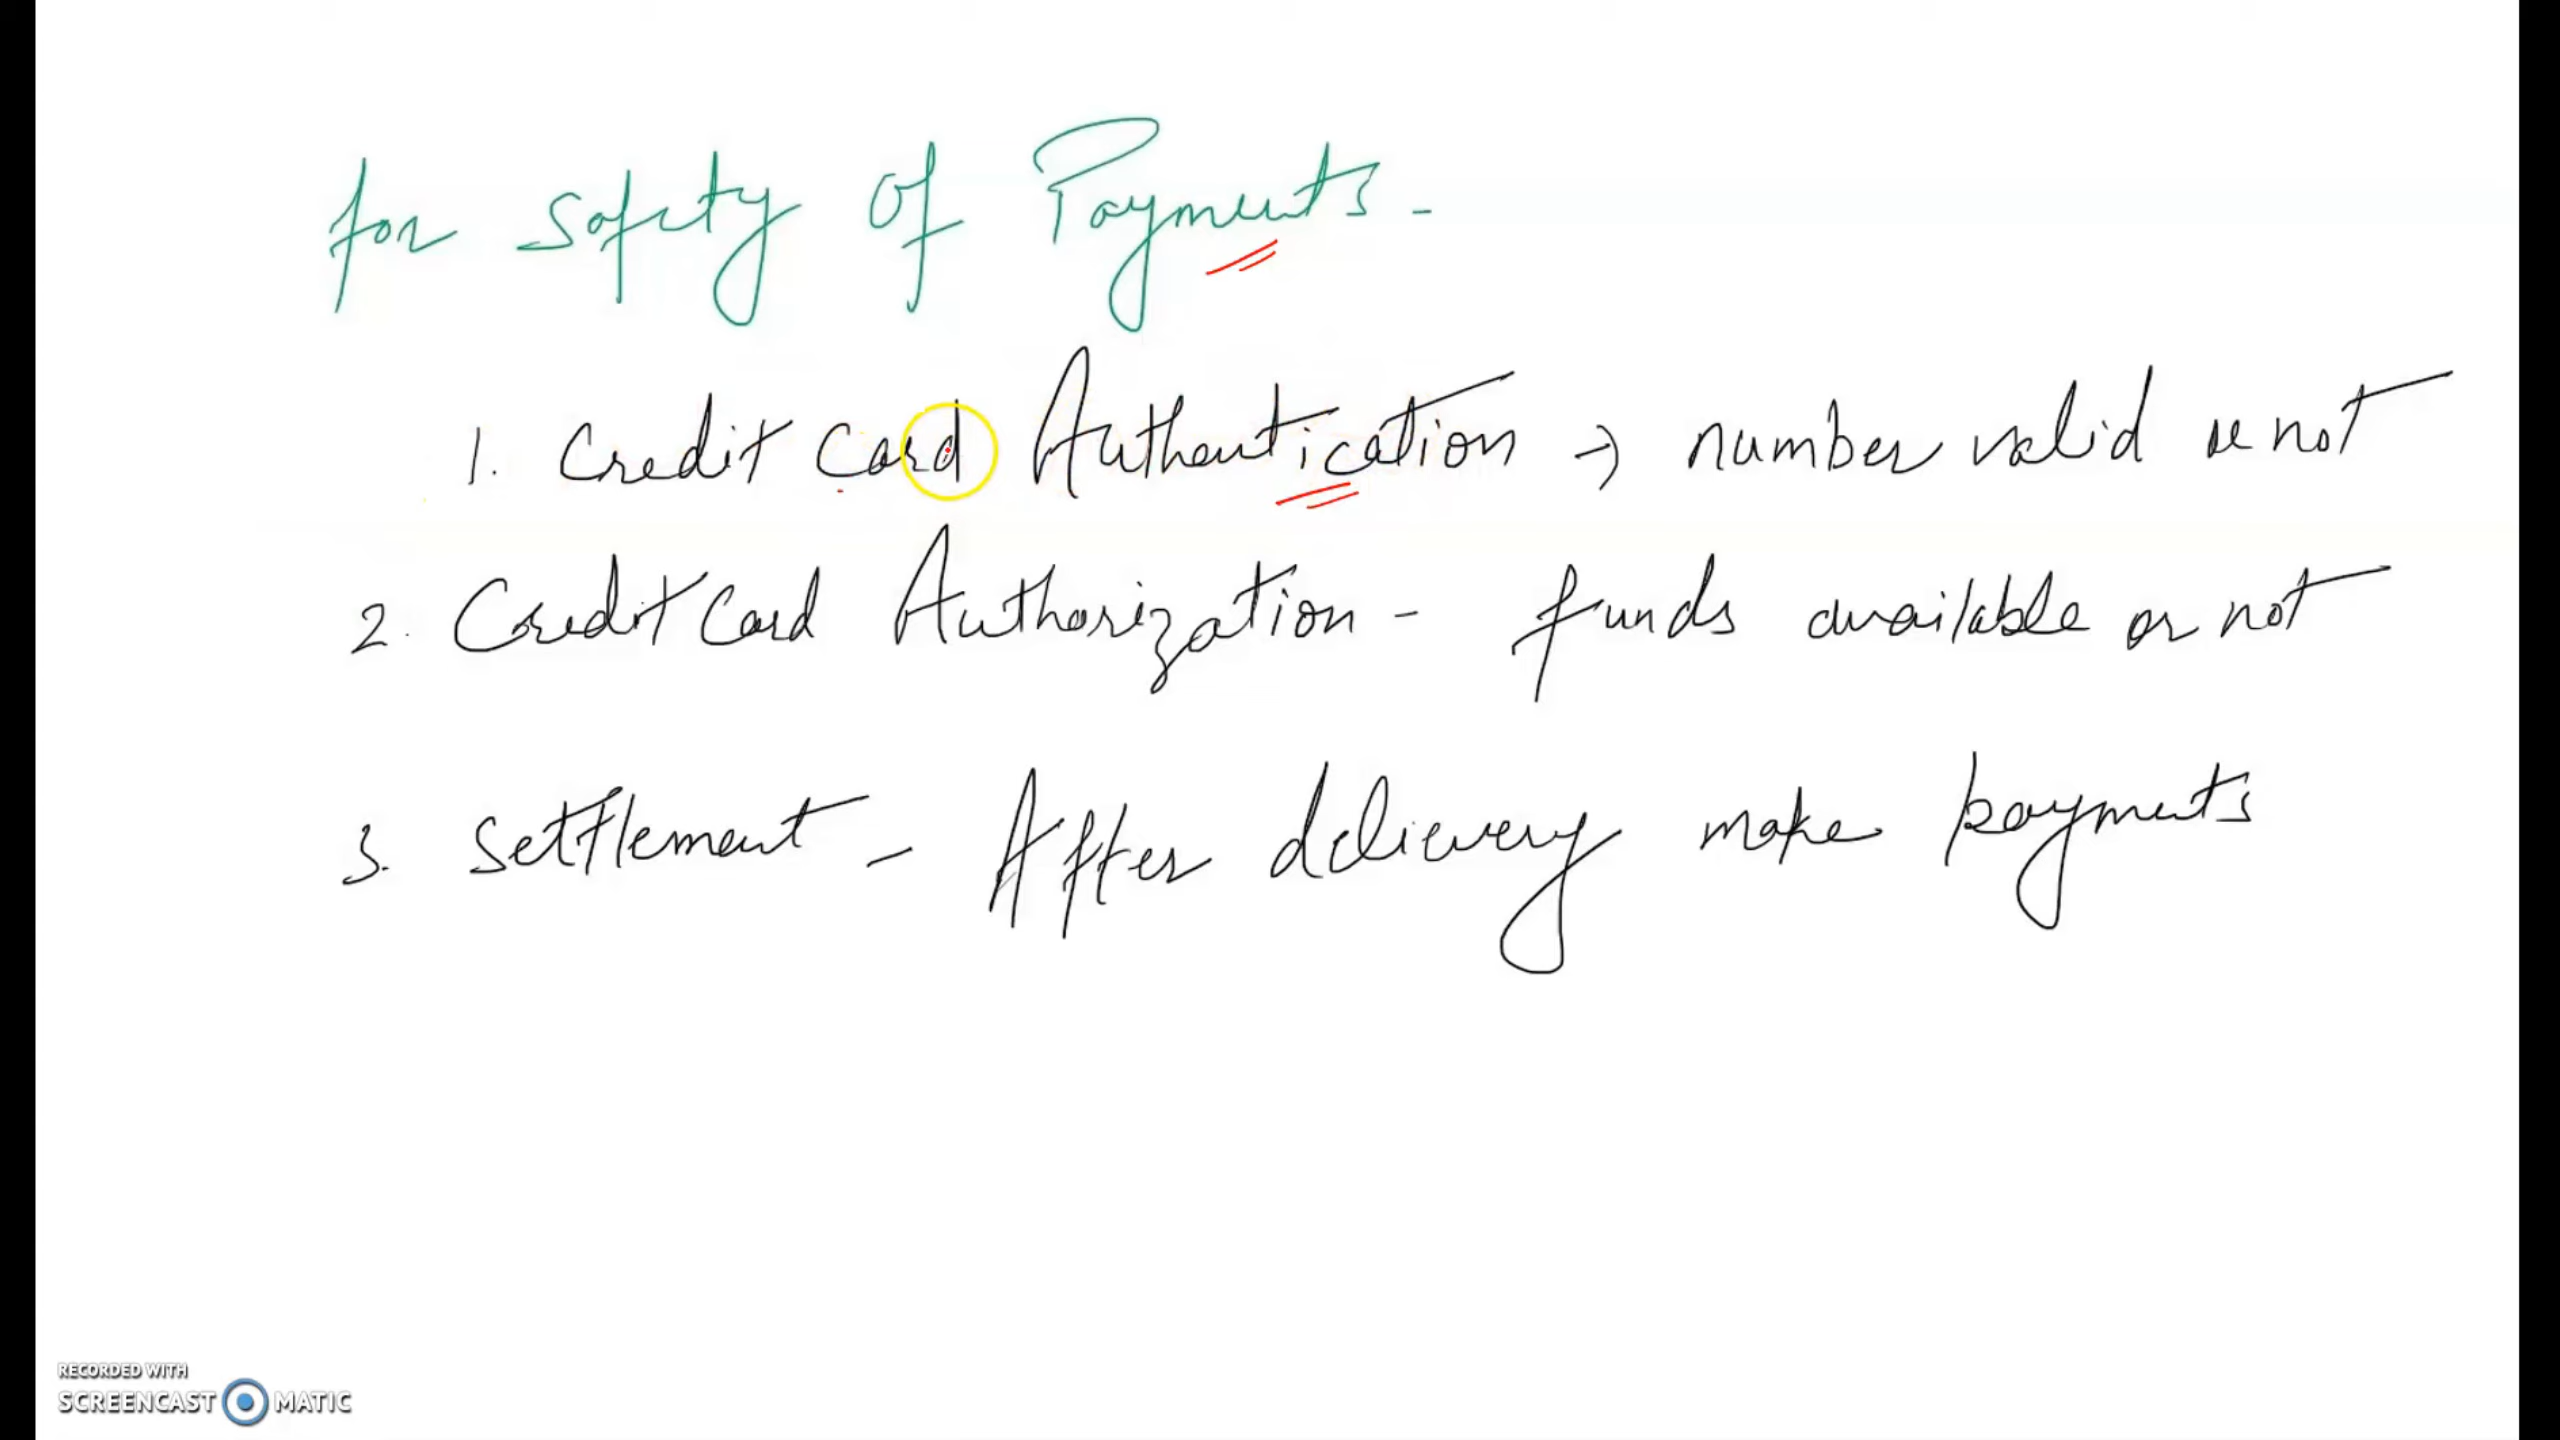 for Safety Of Payments -
1. Credit Card Authentication → number valid or not
2. Credit Card Authorization - funds available or not
3. Settlement - After delievery make payments
RECORDED WITH
SCREENCAST MATIC